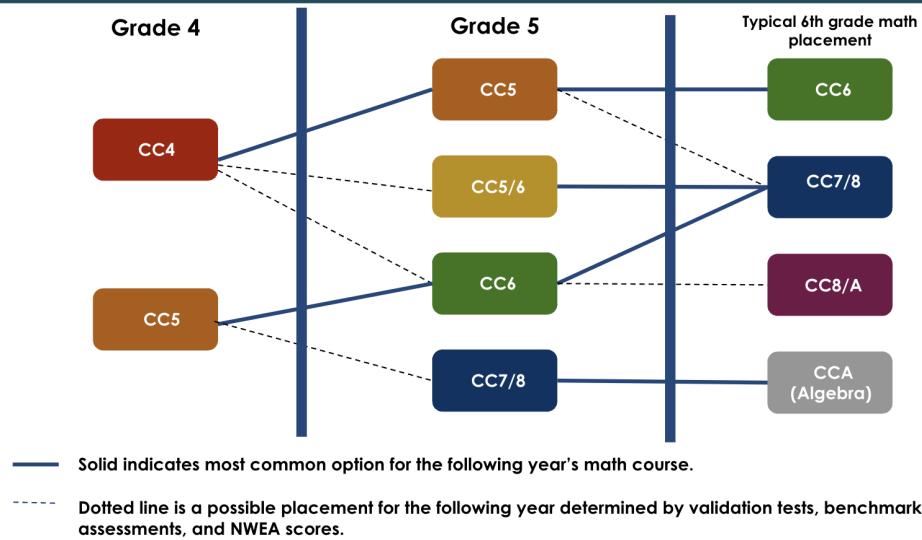 Grade 4
Grade 5
Typical 6th grade math
placement
CC4
CC5
CC5
CC5/6
CC6
CC7/8
CC6
CC7/8
CC8/A
CCA
(Algebra)
Solid indicates most common option for the following year's math course.
Dotted line is a possible placement for the following year determined by validation tests, benchmark
assessments, and NWEA scores.